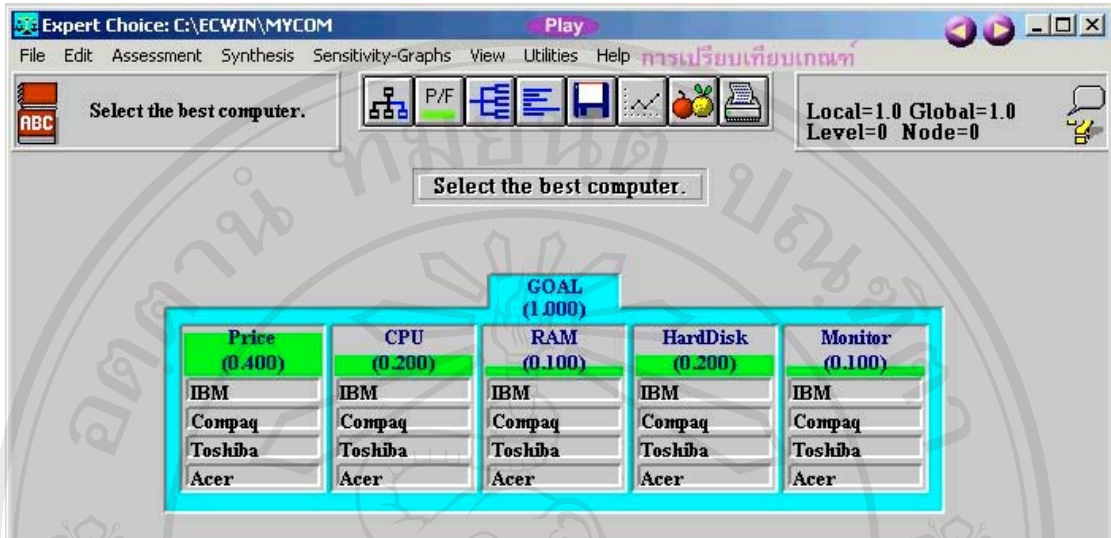 Expert Choice: C:\ECWIN\MYCOM
Play
File Edit Assessment Synthesis Sensitivity-Graphs View Utilities Help
การเปรียบเทียบเกณฑ์
ABC
Select the best computer.
P/F
Local=1.0 Global=1.0
Level=0 Node=0
Select the best computer.
GOAL
(1.000)
Price CPU RAM HardDisk Monitor
(0.400) (0.200) (0.100) (0.200) (0.100)
IBM IBM IBM IBM IBM
Compaq Compaq Compaq Compaq Compaq
Toshiba Toshiba Toshiba Toshiba Toshiba
Acer Acer Acer Acer Acer